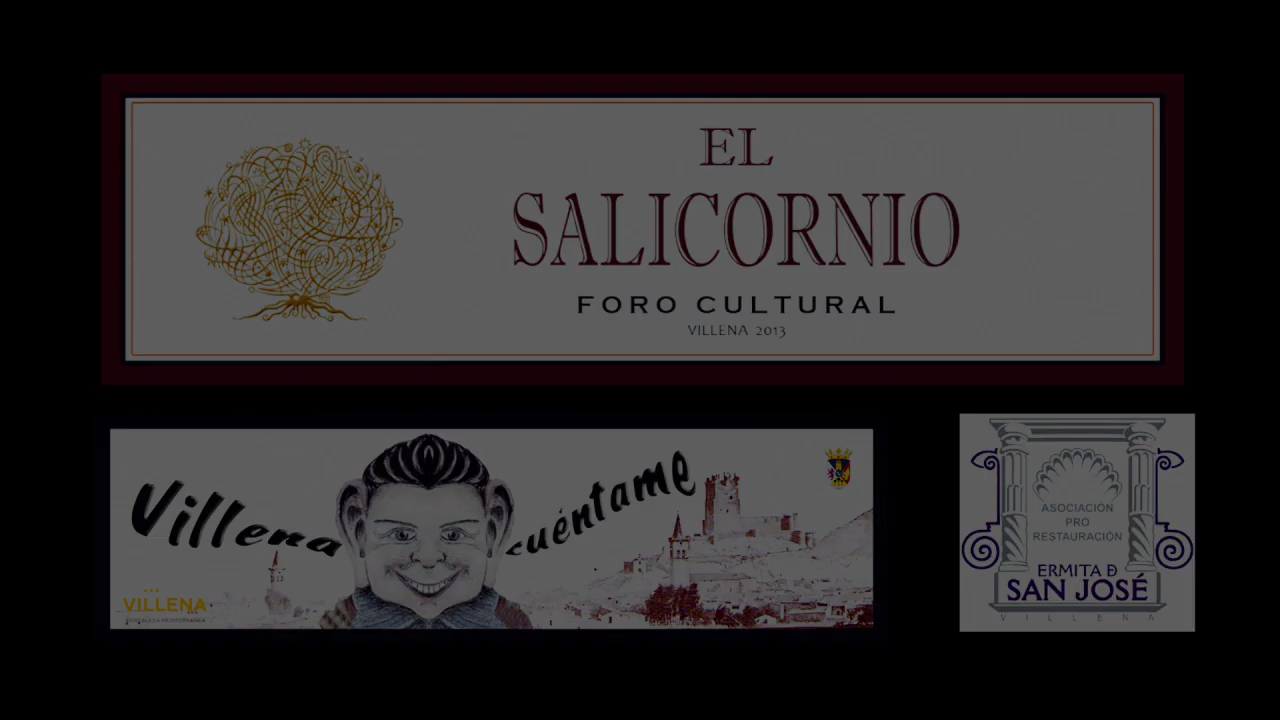 EL
SALICORNIO
FORO CULTURAL
VILLENA 2013
Villena cuéntame
VILLENA
ASOCIACIÓN
PRO
RESTAURACIÓN
ERMITA Đ
SAN JOSÉ
VILLENA